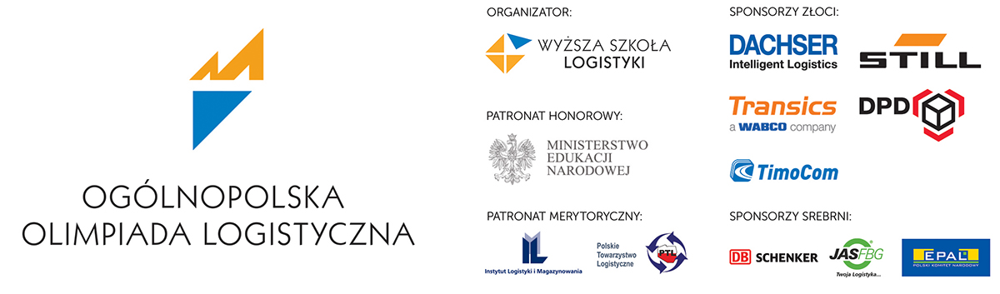 OGÓLNOPOLSKA
OLIMPIADA LOGISTYCZNA
ORGANIZATOR:
WYŻSZA SZKOŁA
LOGISTYKI
PATRONAT HONOROWY:
MINISTERSTWO
EDUKACJI
NARODOWEJ
PATRONAT MERYTORYCZNY:
Instytut Logistyki i Magazynowania
Polskie
Towarzystwo
Logistyczne
PTL
SPONSORZY ZŁOCI:
DACHSER
Intelligent Logistics
STILL
Transics
a WABCO company
DPD
TimoCom
SPONSORZY SREBRNI:
DB SCHENKER
JAS FBG
Twoja Logistyka...
EPAL
POLSKI KOMITET NARODOWY